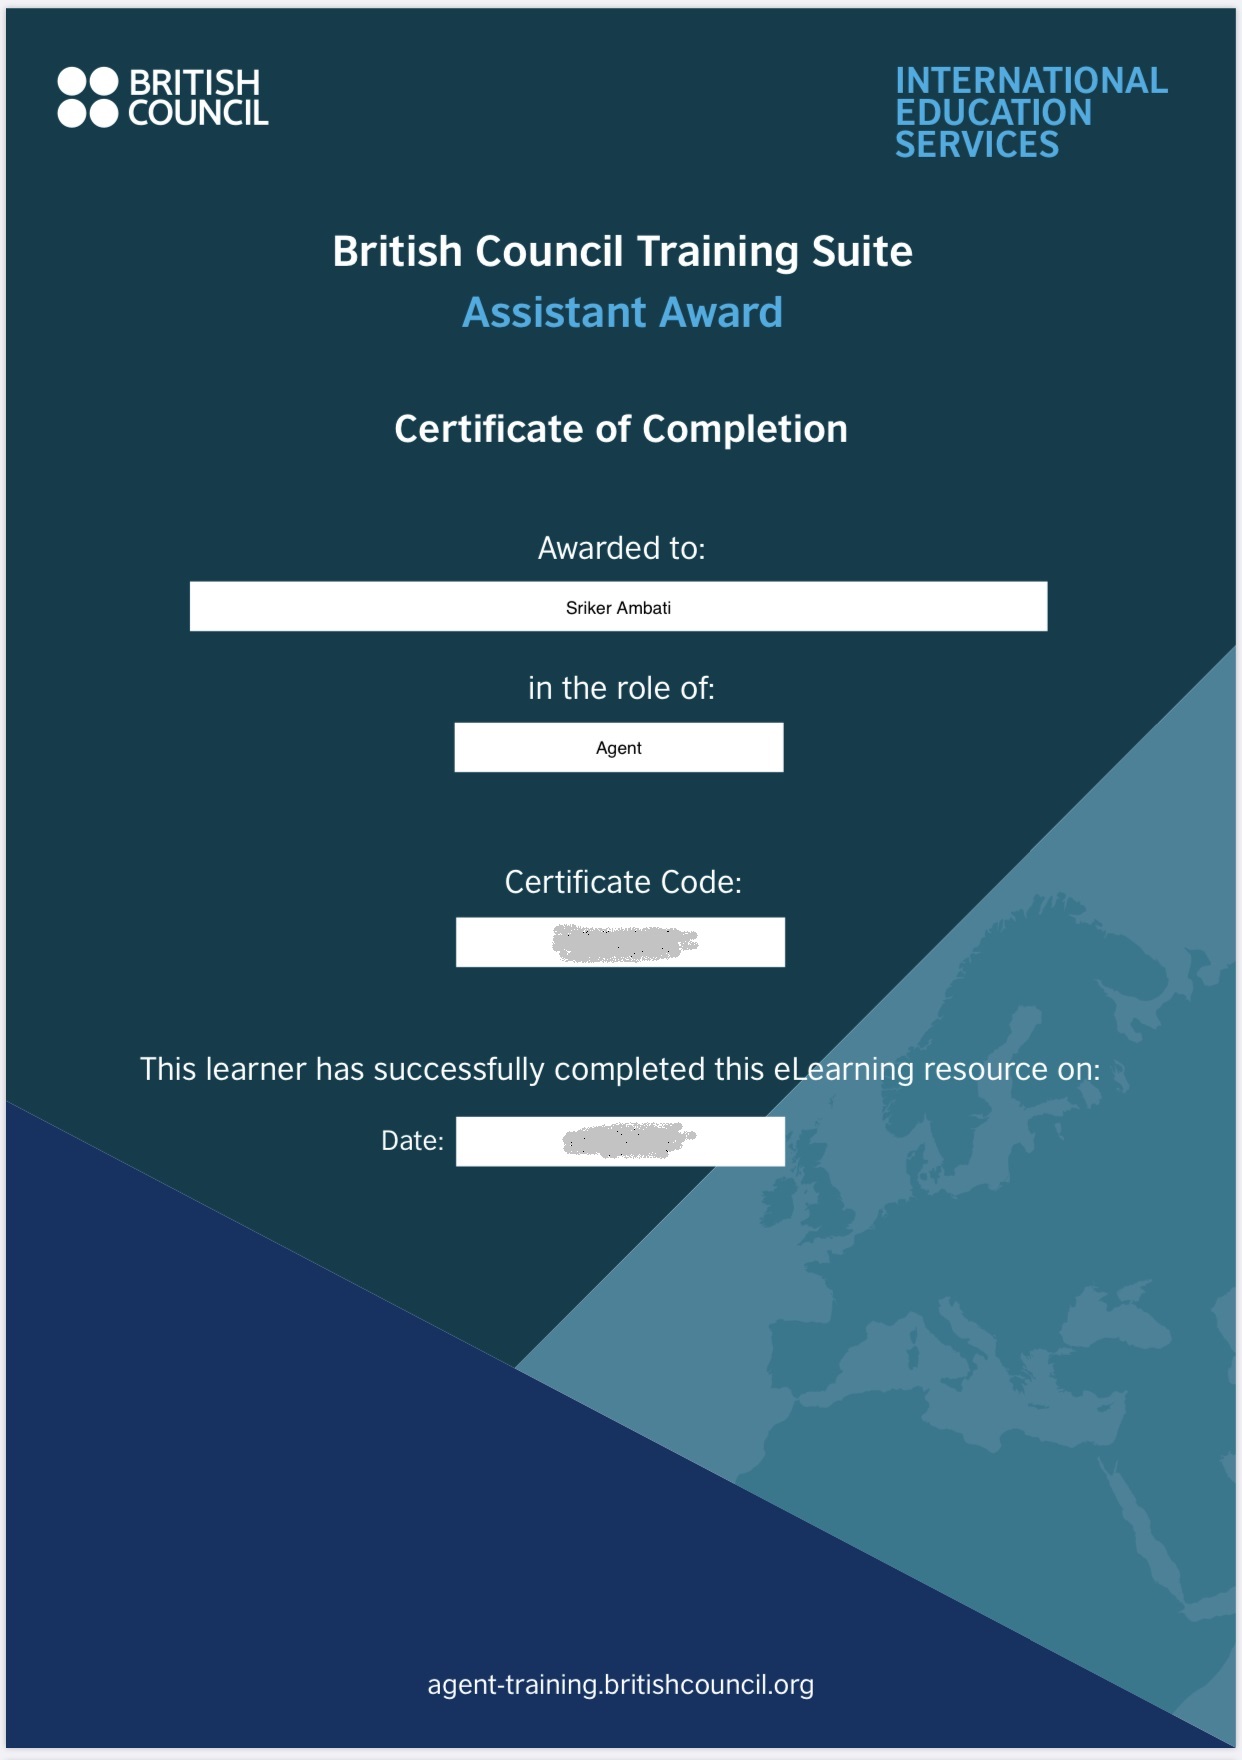 BRITISH
COUNCIL
INTERNATIONAL
EDUCATION
SERVICES
British Council Training Suite
Assistant Award
Certificate of Completion
Awarded to:
Sriker Ambati
in the role of:
Agent
Certificate Code:
This learner has successfully completed this eLearning resource on:
Date:
agent-training.britishcouncil.org